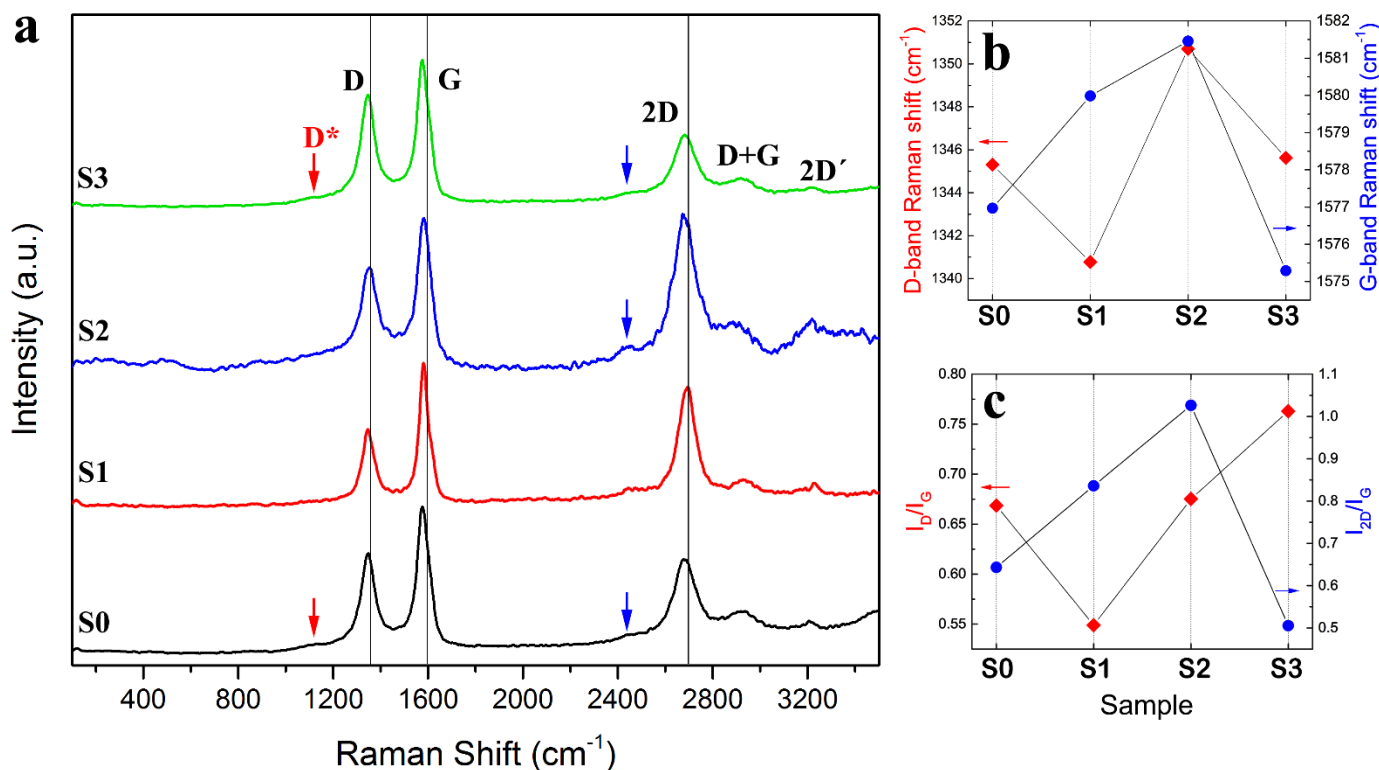 a
D
G
2D
D+G
2D´
D*
S3
S2
S1
S0
Intensity (a.u.)
400 800 1200 1600 2000 2400 2800 3200
Raman Shift (cm⁻¹)
b
D-band Raman shift (cm⁻¹)
1352
1350
1348
1346
1344
1342
1340
G-band Raman shift (cm⁻¹)
1582
1581
1580
1579
1578
1577
1576
1575
S0 S1 S2 S3
c
I_D/I_G
0.80
0.75
0.70
0.65
0.60
0.55
I_2D/I_G
1.1
1.0
0.9
0.8
0.7
0.6
0.5
S0 S1 S2 S3
Sample